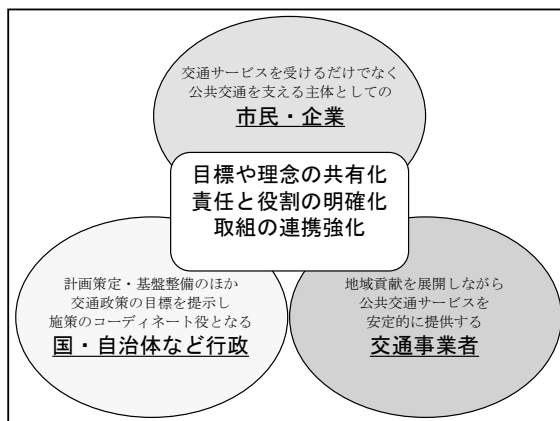 交通サービスを受けるだけでなく
公共交通を支える主体としての
市民・企業
目標や理念の共有化
責任と役割の明確化
取組の連携強化
計画策定・基盤整備のほか
交通政策の目標を提示し
施策のコーディネート役となる
国・自治体など行政
地域貢献を展開しながら
公共交通サービスを
安定的に提供する
交通事業者